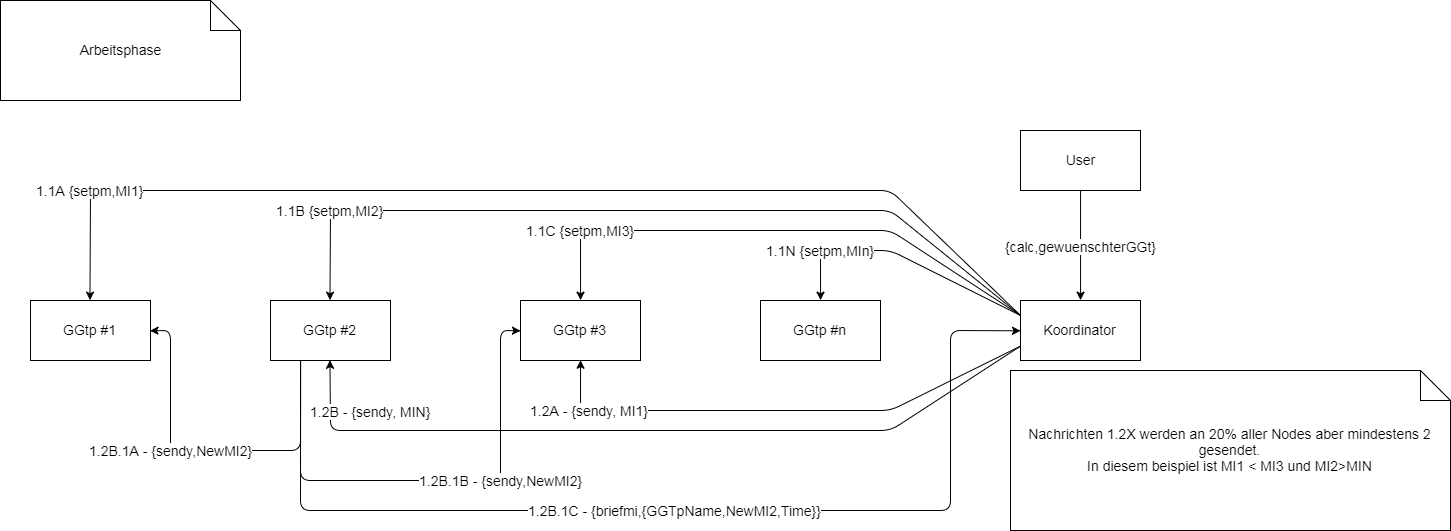 Arbeitsphase
User
1.1A {setpm,MI1}
1.1B {setpm,MI2}
1.1C {setpm,MI3}
1.1N {setpm,MIn}
{calc,gewuenschterGGt}
GGtp #1
GGtp #2
GGtp #3
GGtp #n
Koordinator
1.2B - {sendy, MIN}
1.2A - {sendy, MI1}
1.2B.1A - {sendy,NewMI2}
1.2B.1B - {sendy,NewMI2}
1.2B.1C - {briefmi,{GGTpName,NewMI2,Time}}
Nachrichten 1.2X werden an 20% aller Nodes aber mindestens 2
gesendet.
In diesem beispiel ist MI1 < MI3 und MI2>MIN